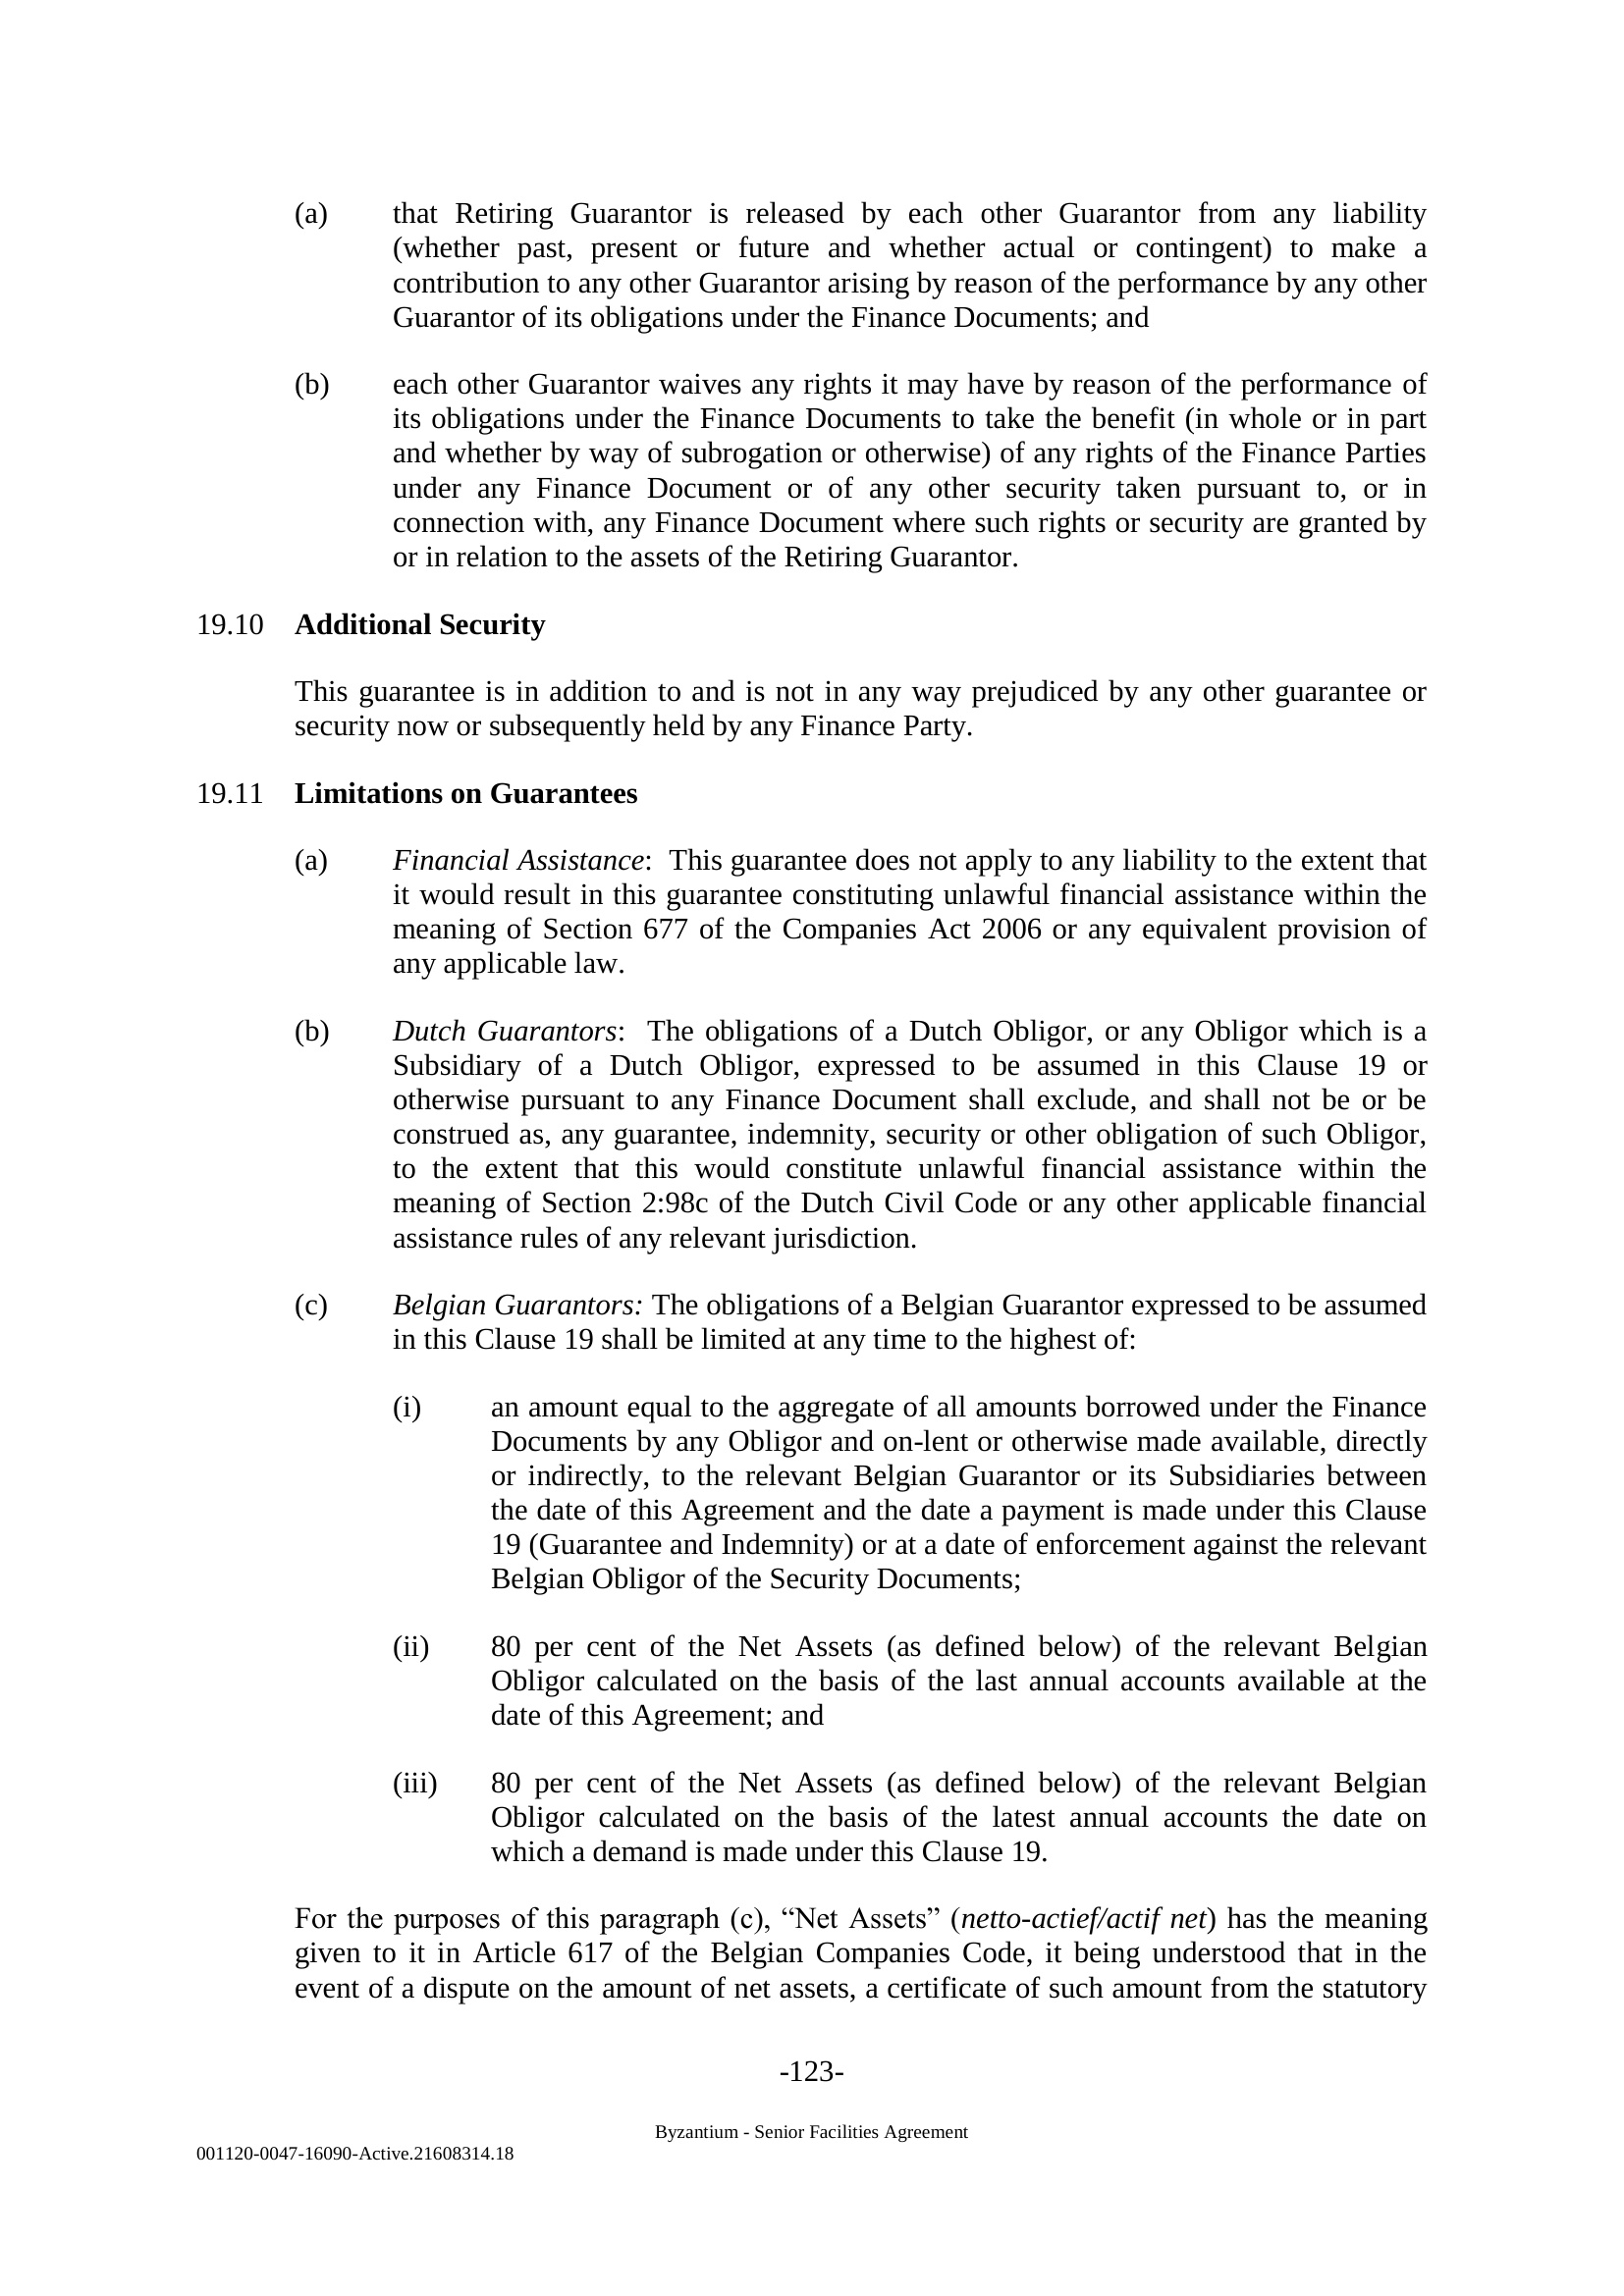 (a) that Retiring Guarantor is released by each other Guarantor from any liability
(whether past, present or future and whether actual or contingent) to make a
contribution to any other Guarantor arising by reason of the performance by any other
Guarantor of its obligations under the Finance Documents; and
(b) each other Guarantor waives any rights it may have by reason of the performance of
its obligations under the Finance Documents to take the benefit (in whole or in part
and whether by way of subrogation or otherwise) of any rights of the Finance Parties
under any Finance Document or of any other security taken pursuant to, or in
connection with, any Finance Document where such rights or security are granted by
or in relation to the assets of the Retiring Guarantor.
19.10 Additional Security
This guarantee is in addition to and is not in any way prejudiced by any other guarantee or
security now or subsequently held by any Finance Party.
19.11 Limitations on Guarantees
(a) Financial Assistance: This guarantee does not apply to any liability to the extent that
it would result in this guarantee constituting unlawful financial assistance within the
meaning of Section 677 of the Companies Act 2006 or any equivalent provision of
any applicable law.
(b) Dutch Guarantors: The obligations of a Dutch Obligor, or any Obligor which is a
Subsidiary of a Dutch Obligor, expressed to be assumed in this Clause 19 or
otherwise pursuant to any Finance Document shall exclude, and shall not be or be
construed as, any guarantee, indemnity, security or other obligation of such Obligor,
to the extent that this would constitute unlawful financial assistance within the
meaning of Section 2:98c of the Dutch Civil Code or any other applicable financial
assistance rules of any relevant jurisdiction.
(c) Belgian Guarantors: The obligations of a Belgian Guarantor expressed to be assumed
in this Clause 19 shall be limited at any time to the highest of:
(i) an amount equal to the aggregate of all amounts borrowed under the Finance
Documents by any Obligor and on-lent or otherwise made available, directly
or indirectly, to the relevant Belgian Guarantor or its Subsidiaries between
the date of this Agreement and the date a payment is made under this Clause
19 (Guarantee and Indemnity) or at a date of enforcement against the relevant
Belgian Obligor of the Security Documents;
(ii) 80 per cent of the Net Assets (as defined below) of the relevant Belgian
Obligor calculated on the basis of the last annual accounts available at the
date of this Agreement; and
(iii) 80 per cent of the Net Assets (as defined below) of the relevant Belgian
Obligor calculated on the basis of the latest annual accounts the date on
which a demand is made under this Clause 19.
For the purposes of this paragraph (c), “Net Assets” (netto-actief/actif net) has the meaning
given to it in Article 617 of the Belgian Companies Code, it being understood that in the
event of a dispute on the amount of net assets, a certificate of such amount from the statutory
-123-
Byzantium - Senior Facilities Agreement
001120-0047-16090-Active.21608314.18